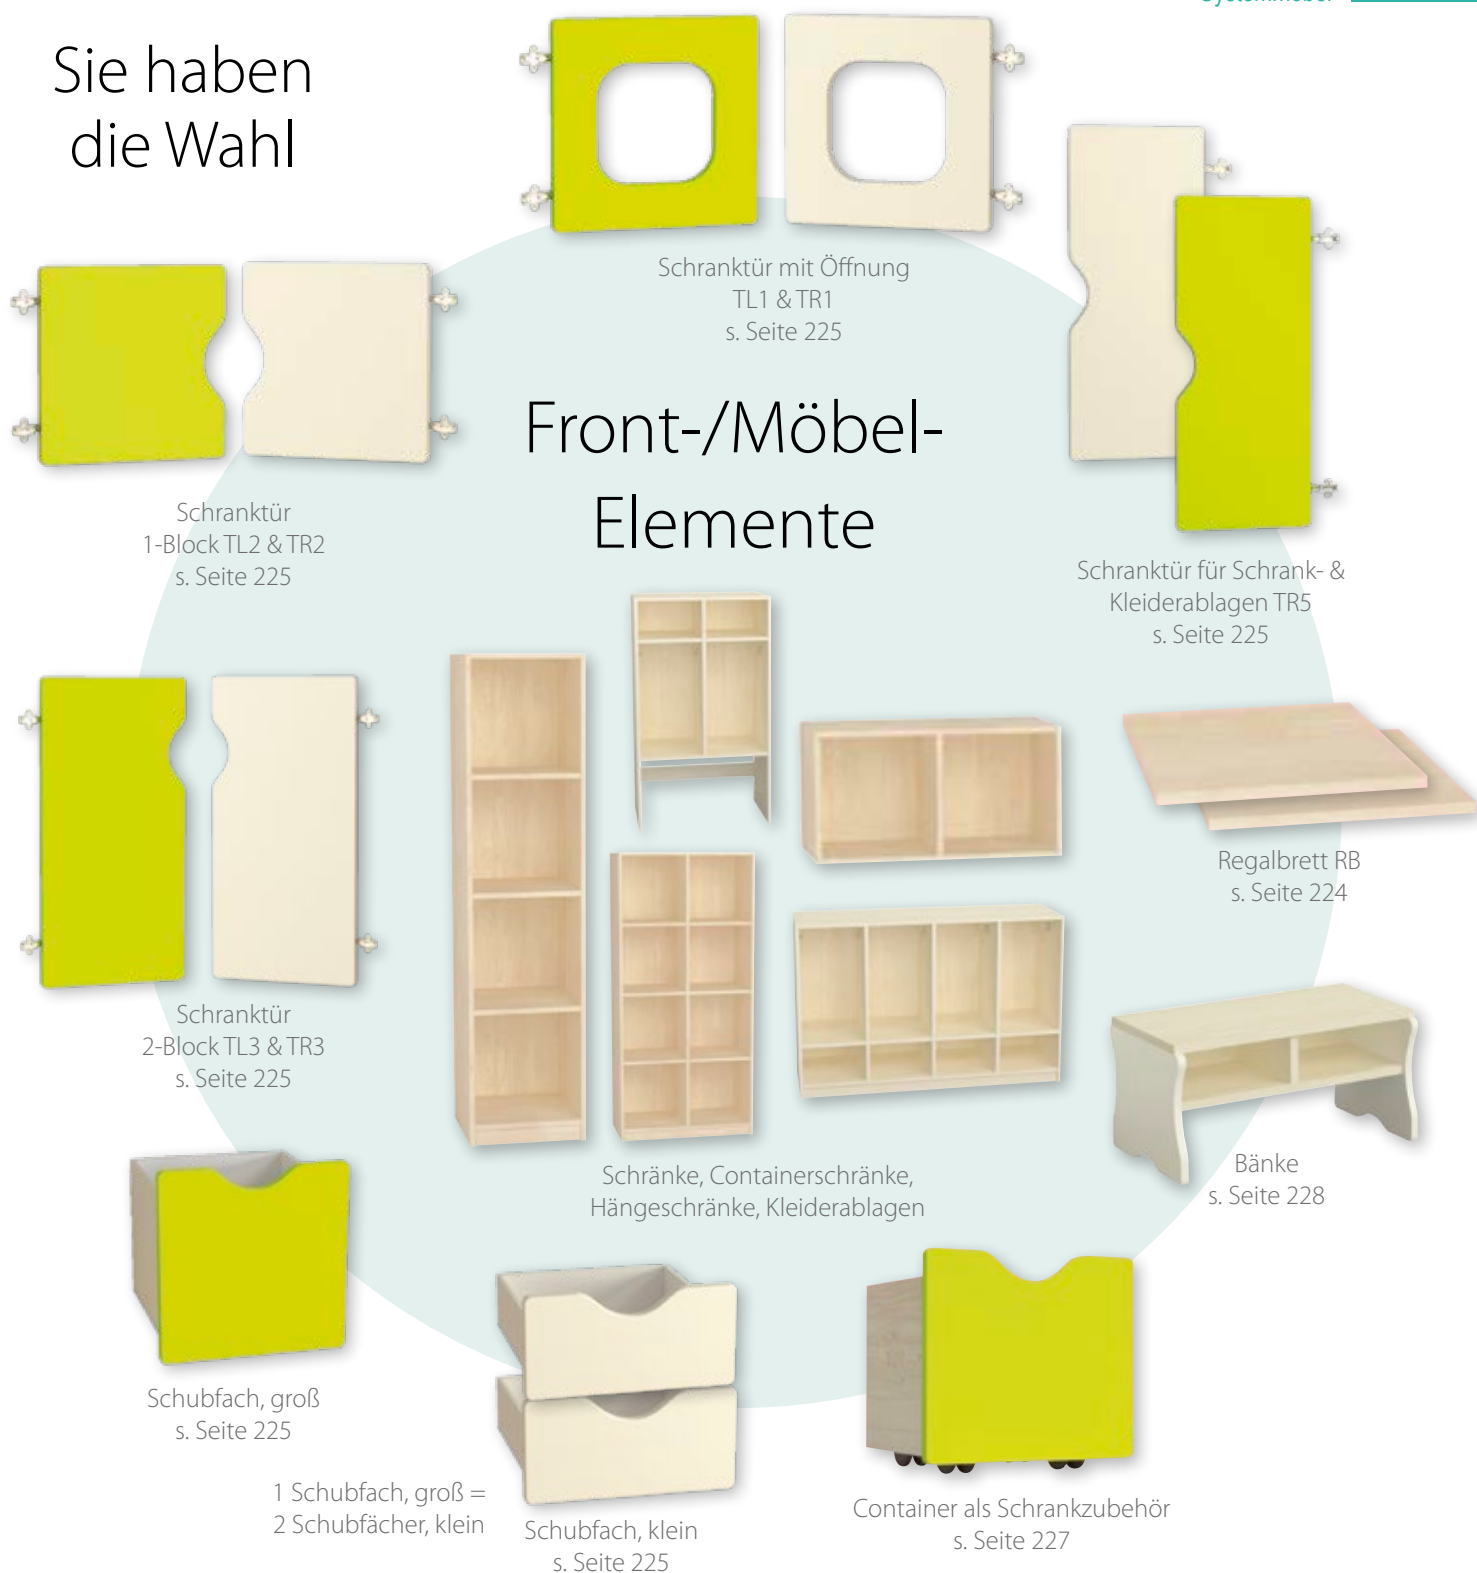 Sie haben
die Wahl
Schranktür mit Öffnung
TL1 & TR1
s. Seite 225
Front-/Möbel-
Elemente
Schranktür
1-Block TL2 & TR2
s. Seite 225
Schranktür für Schrank- &
Kleiderablagen TR5
s. Seite 225
Regalbrett RB
s. Seite 224
Schranktür
2-Block TL3 & TR3
s. Seite 225
Schränke, Containerschränke,
Hängeschränke, Kleiderablagen
Bänke
s. Seite 228
Schubfach, groß
s. Seite 225
1 Schubfach, groß =
2 Schubfächer, klein
Schubfach, klein
s. Seite 225
Container als Schrankzubehör
s. Seite 227